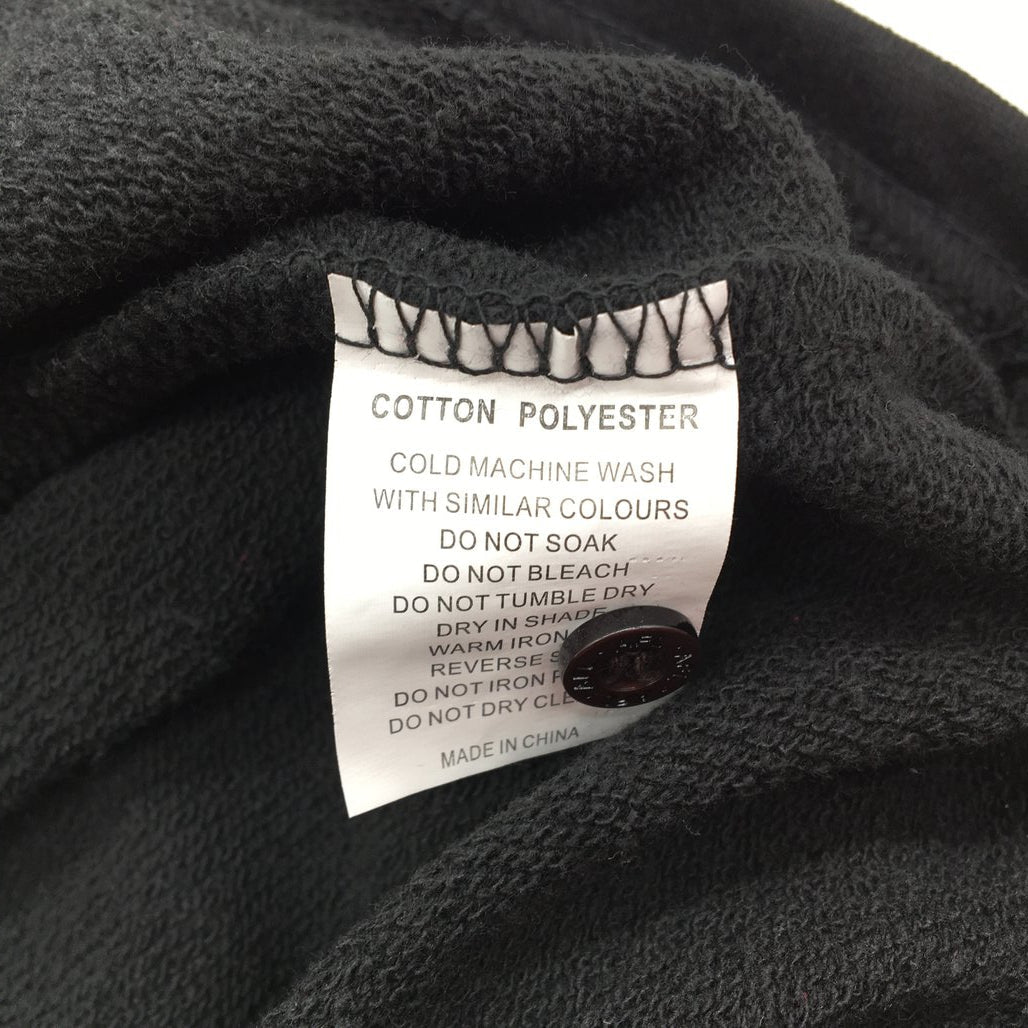 COTTON POLYESTER
COLD MACHINE WASH
WITH SIMILAR COLOURS
DO NOT SOAK
DO NOT BLEACH
DO NOT TUMBLE DRY
DRY IN SHADE
WARM IRON
REVERSE
DO NOT IRON
DO NOT DRY
MADE IN CHINA